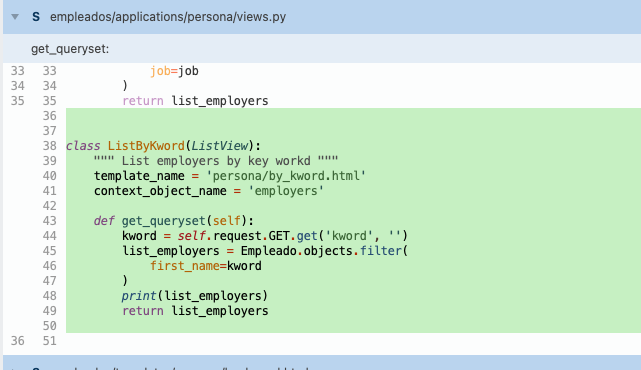 S empleados/applications/persona/views.py
get_queryset:
33 33 job=job
34 34 )
35 35 return list_employers
36
37
38 class ListByKword(ListView):
39 """ List employers by key workd """
40 template_name = 'persona/by_kword.html'
41 context_object_name = 'employers'
42
43 def get_queryset(self):
44 kword = self.request.GET.get('kword', '')
45 list_employers = Empleado.objects.filter(
46 first_name=kword
47 )
48 print(list_employers)
49 return list_employers
50
36 51